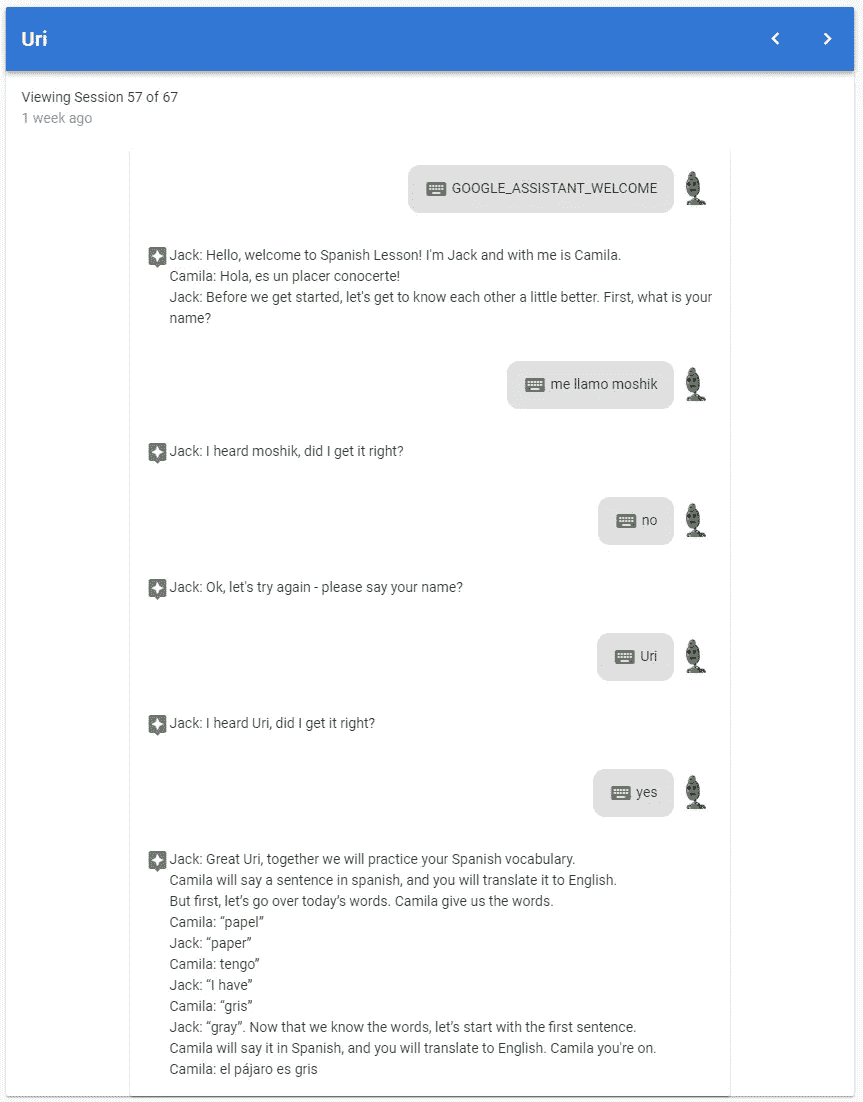 Uri
Viewing Session 57 of 67
1 week ago
GOOGLE_ASSISTANT_WELCOME
Jack: Hello, welcome to Spanish Lesson! I'm Jack and with me is Camila.
Camila: Hola, es un placer conocerte!
Jack: Before we get started, let's get to know each other a little better. First, what is your
name?
me llamo moshik
Jack: I heard moshik, did I get it right?
no
Jack: Ok, let's try again - please say your name?
Uri
Jack: I heard Uri, did I get it right?
yes
Jack: Great Uri, together we will practice your Spanish vocabulary.
Camila will say a sentence in spanish, and you will translate it to English.
But first, let’s go over today’s words. Camila give us the words.
Camila: “papel”
Jack: “paper”
Camila: tengo”
Jack: “I have”
Camila: “gris”
Jack: “gray”. Now that we know the words, let’s start with the first sentence.
Camila will say it in Spanish, and you will translate to English. Camila you're on.
Camila: el pájaro es gris